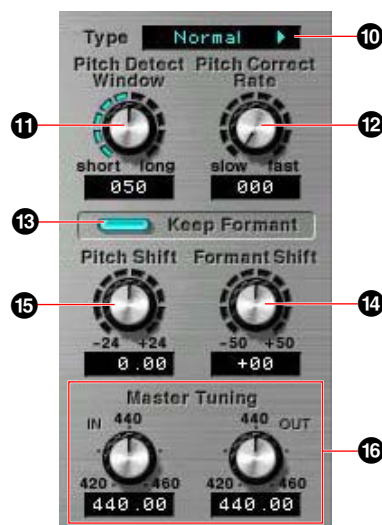 Type Normal ▶ 10
Pitch Detect Window
Pitch Correct Rate
11
12
short long
slow fast
050
000
13
Keep Formant
Pitch Shift
Formant Shift
15
14
-24 +24
-50 +50
0.00
+00
Master Tuning
IN 440
440 OUT
16
420 460
420 460
440.00
440.00